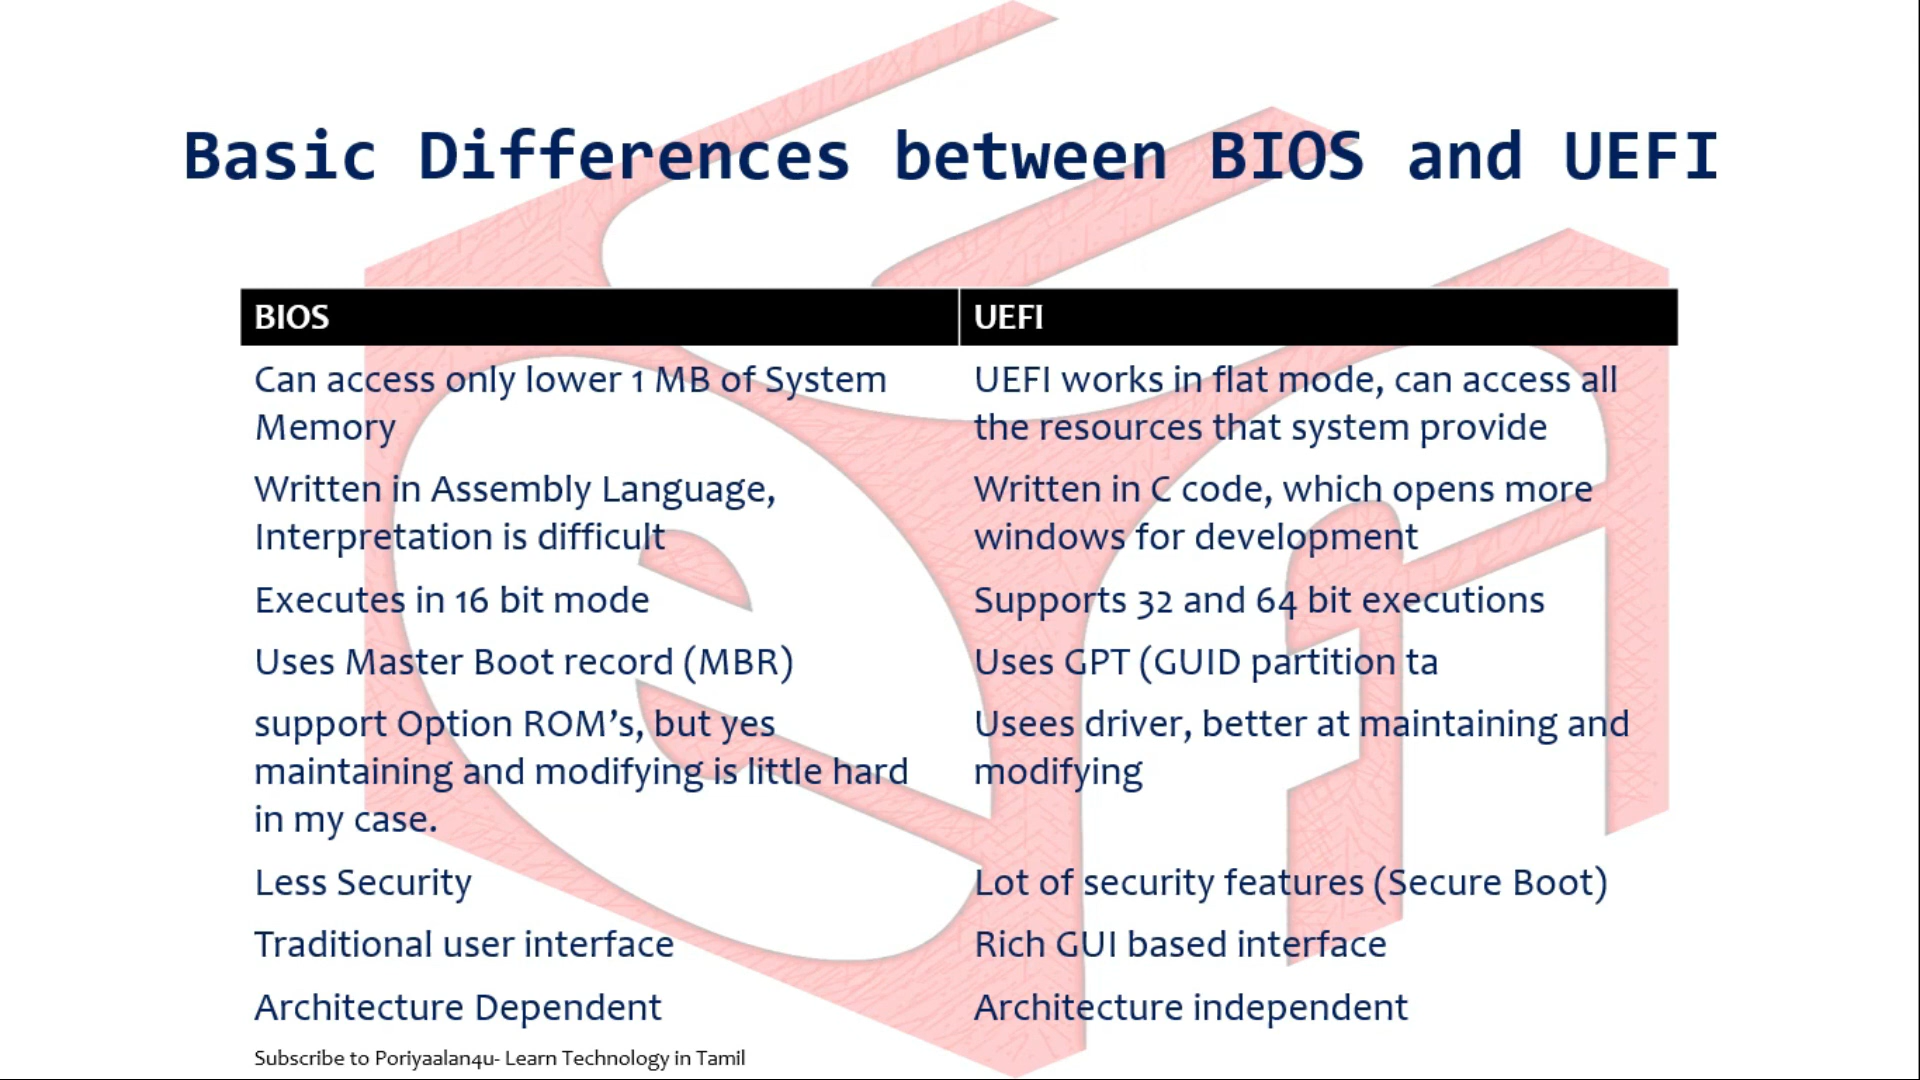 Basic Differences between BIOS and UEFI
BIOS
UEFI
Can access only lower 1 MB of System
Memory
UEFI works in flat mode, can access all
the resources that system provide
Written in Assembly Language,
Interpretation is difficult
Written in C code, which opens more
windows for development
Executes in 16 bit mode
Supports 32 and 64 bit executions
Uses Master Boot record (MBR)
Uses GPT (GUID partition ta
support Option ROM’s, but yes
maintaining and modifying is little hard
in my case.
Usees driver, better at maintaining and
modifying
Less Security
Lot of security features (Secure Boot)
Traditional user interface
Rich GUI based interface
Architecture Dependent
Architecture independent
Subscribe to Poriyaalan4u- Learn Technology in Tamil